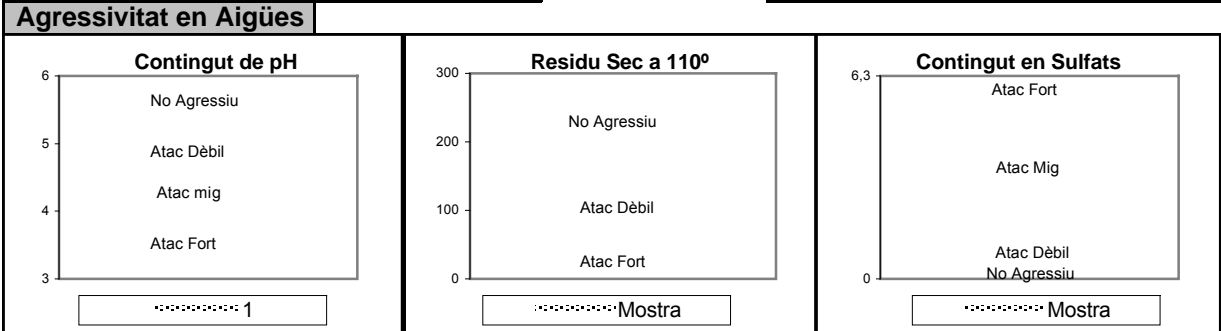 Agressivitat en Aigües
Contingut de pH
6
No Agressiu
5
Atac Dèbil
Atac mig
4
Atac Fort
3
1
Residu Sec a 110º
300
No Agressiu
200
Atac Dèbil
100
Atac Fort
0
Mostra
Contingut en Sulfats
6,3
Atac Fort
Atac Mig
Atac Dèbil
No Agressiu
0
Mostra